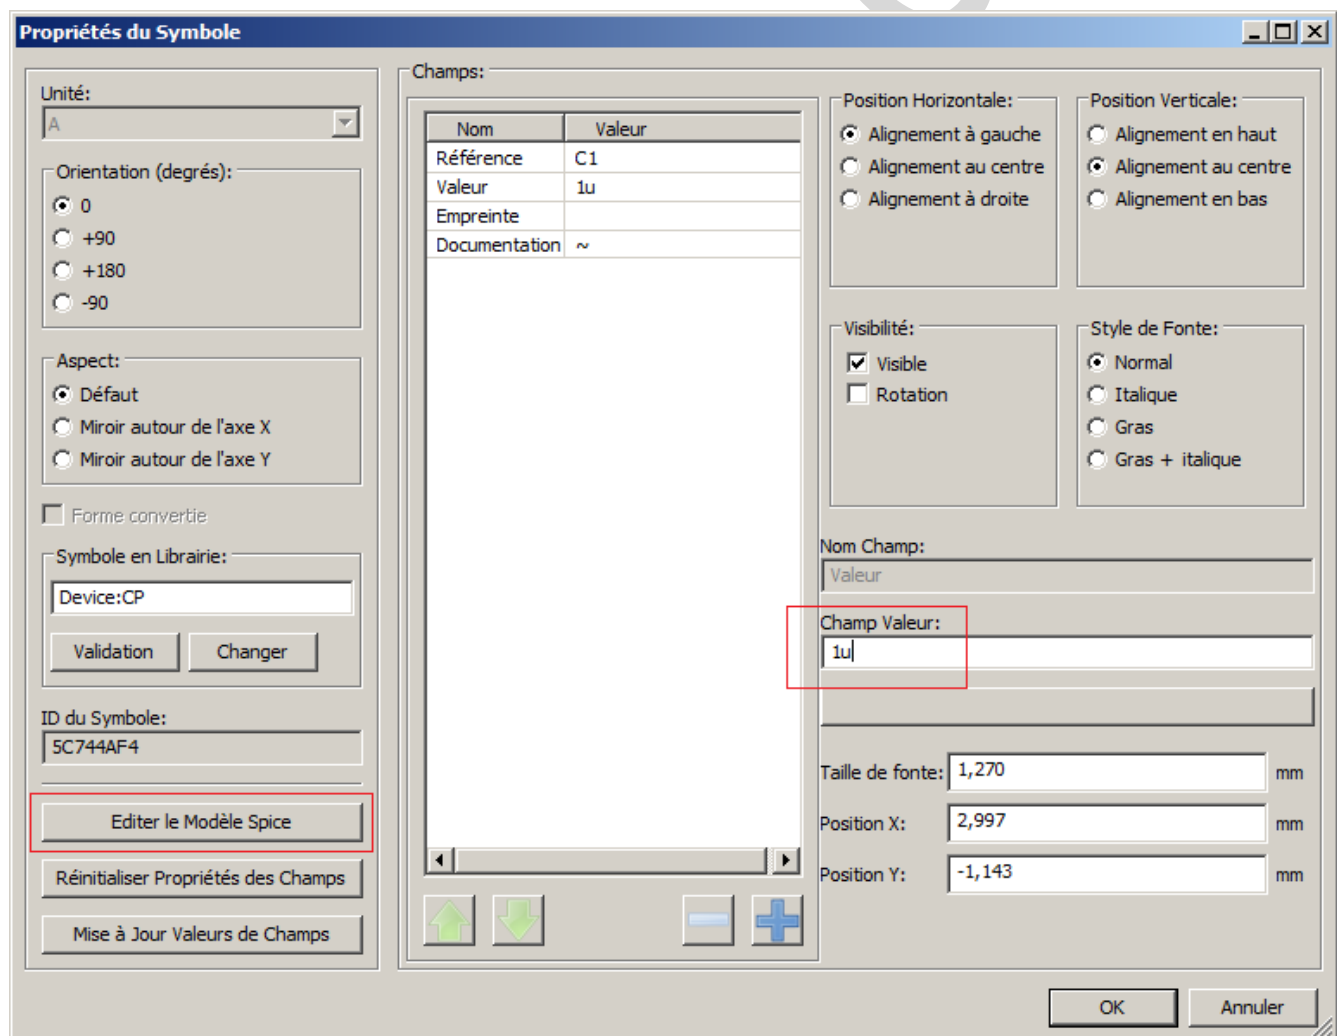 Propriétés du Symbole
Unité:
A
Orientation (degrés):
0
+90
+180
-90
Aspect:
Défaut
Miroir autour de l'axe X
Miroir autour de l'axe Y
Forme convertie
Symbole en Librairie:
Device:CP
Validation Changer
ID du Symbole:
5C744AF4
Editer le Modèle Spice
Réinitialiser Propriétés des Champs
Mise à Jour Valeurs de Champs
Champs:
Nom Valeur
Référence C1
Valeur 1u
Empreinte
Documentation ~
Position Horizontale:
Alignement à gauche
Alignement au centre
Alignement à droite
Position Verticale:
Alignement en haut
Alignement au centre
Alignement en bas
Visibilité:
Visible
Rotation
Style de Fonte:
Normal
Italique
Gras
Gras + italique
Nom Champ:
Valeur
Champ Valeur:
1u
Taille de fonte: 1,270 mm
Position X: 2,997 mm
Position Y: -1,143 mm
OK Annuler